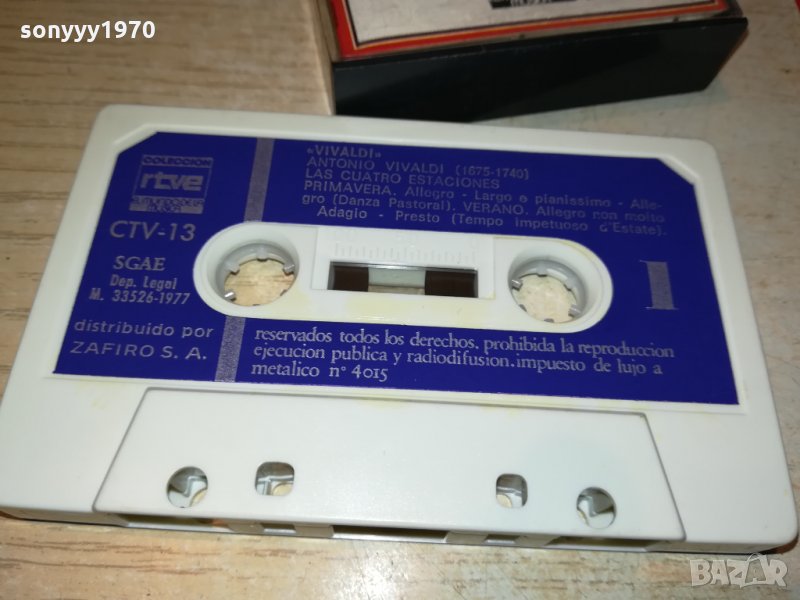 sonyyy1970
COLECCION
rtve
CTV-13
SGAE
Dep. Legal
M. 33526-1977
distribuido por
ZAFIRO S. A.
«VIVALDI»
ANTONIO VIVALDI (1675-1740)
LAS CUATRO ESTACIONES
PRIMAVERA. Allegro - Largo e pianissimo - Alle-
gro (Danza Pastoral). VERANO. Allegro non molto
Adagio - Presto (Tempo impetuoso d'Estate).
1
reservados todos los derechos. prohibida la reproduccion
ejecucion publica y radiodifusion. impuesto de lujo a
metalico nº 4015
BAZAR